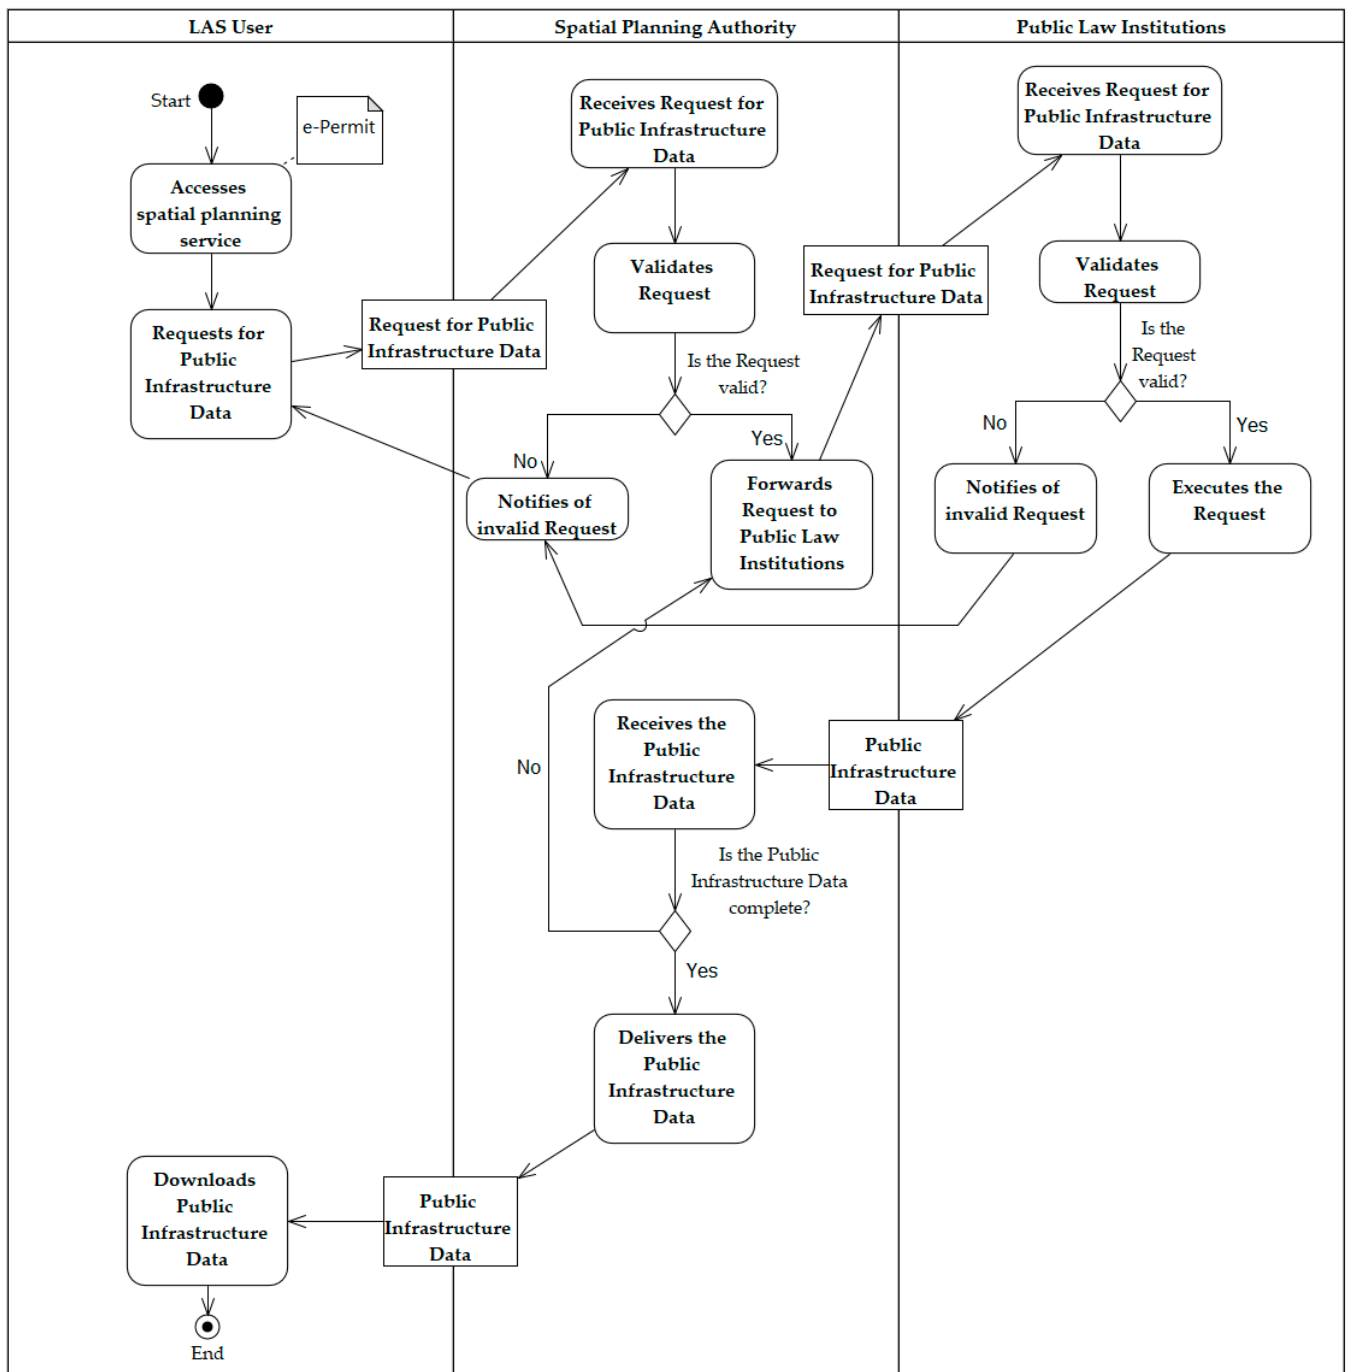 LAS User
Spatial Planning Authority
Public Law Institutions
Start
e-Permit
Accesses
spatial planning
service
Requests for
Public
Infrastructure
Data
Request for Public
Infrastructure Data
Receives Request for
Public Infrastructure
Data
Validates
Request
Is the Request
valid?
No
Yes
Notifies of
invalid Request
Forwards
Request to
Public Law
Institutions
Request for Public
Infrastructure Data
Receives Request for
Public Infrastructure
Data
Validates
Request
Is the
Request
valid?
No
Yes
Notifies of
invalid Request
Executes the
Request
Public
Infrastructure
Data
Receives the
Public
Infrastructure
Data
Is the Public
Infrastructure Data
complete?
No
Yes
Delivers the
Public
Infrastructure
Data
Public
Infrastructure
Data
Downloads
Public
Infrastructure
Data
End